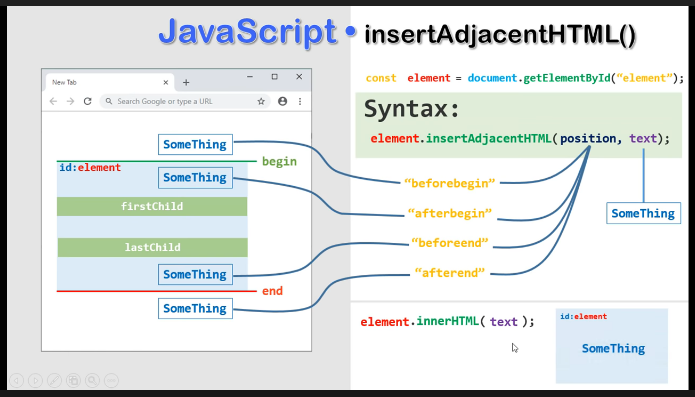 JavaScript • insertAdjacentHTML()
const element = document.getElementById(“element”);
Syntax:
element.insertAdjacentHTML(position, text);
New Tab
Search Google or type a URL
SomeThing
begin
id:element
SomeThing
firstChild
lastChild
SomeThing
end
SomeThing
“beforebegin”
“afterbegin”
“beforeend”
“afterend”
SomeThing
element.innerHTML( text );
id:element
SomeThing